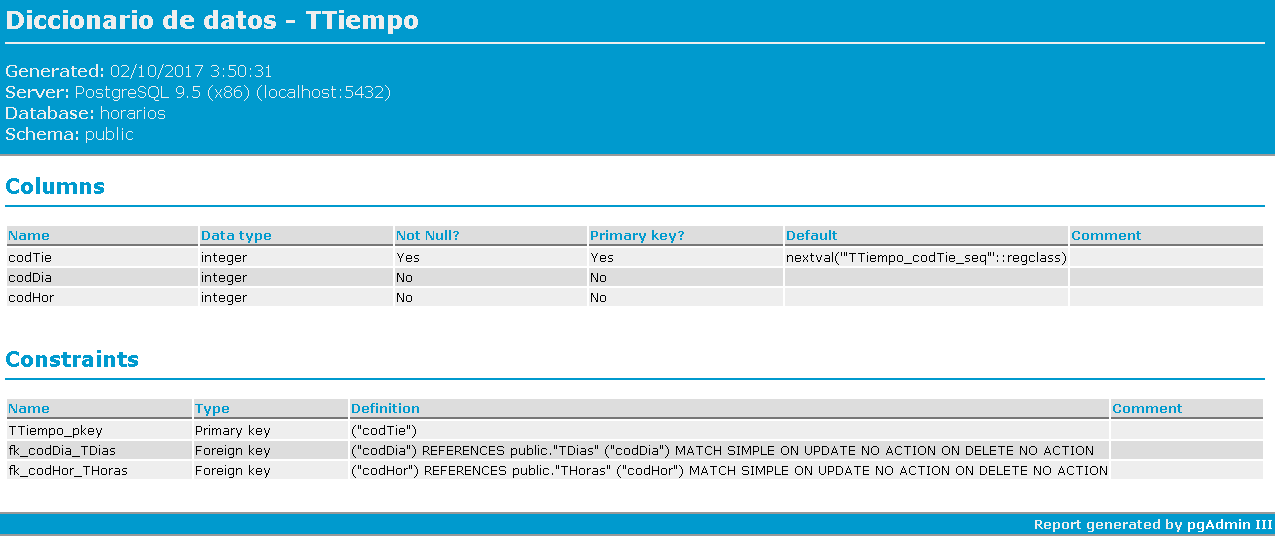 Diccionario de datos - TTiempo
Generated: 02/10/2017 3:50:31
Server: PostgreSQL 9.5 (x86) (localhost:5432)
Database: horarios
Schema: public
Columns
Name Data type Not Null? Primary key? Default Comment
codTie integer Yes Yes nextval('"TTiempo_codTie_seq"'::regclass)
codDia integer No No
codHor integer No No
Constraints
Name Type Definition Comment
TTiempo_pkey Primary key ("codTie")
fk_codDia_TDias Foreign key ("codDia") REFERENCES public."TDias" ("codDia") MATCH SIMPLE ON UPDATE NO ACTION ON DELETE NO ACTION
fk_codHor_THoras Foreign key ("codHor") REFERENCES public."THoras" ("codHor") MATCH SIMPLE ON UPDATE NO ACTION ON DELETE NO ACTION
Report generated by pgAdmin III